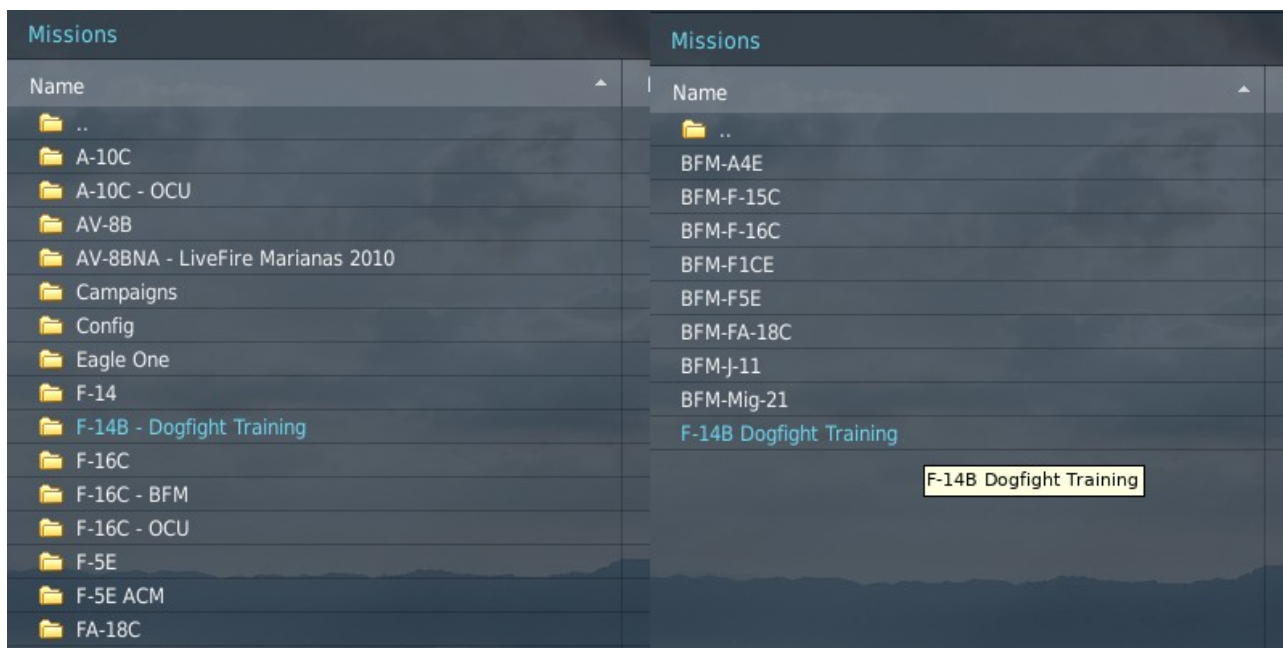 Missions
Name
..
A-10C
A-10C - OCU
AV-8B
AV-8BNA - LiveFire Marianas 2010
Campaigns
Config
Eagle One
F-14
F-14B - Dogfight Training
F-16C
F-16C - BFM
F-16C - OCU
F-5E
F-5E ACM
FA-18C
Missions
Name
..
BFM-A4E
BFM-F-15C
BFM-F-16C
BFM-F1CE
BFM-F5E
BFM-FA-18C
BFM-J-11
BFM-Mig-21
F-14B Dogfight Training
F-14B Dogfight Training